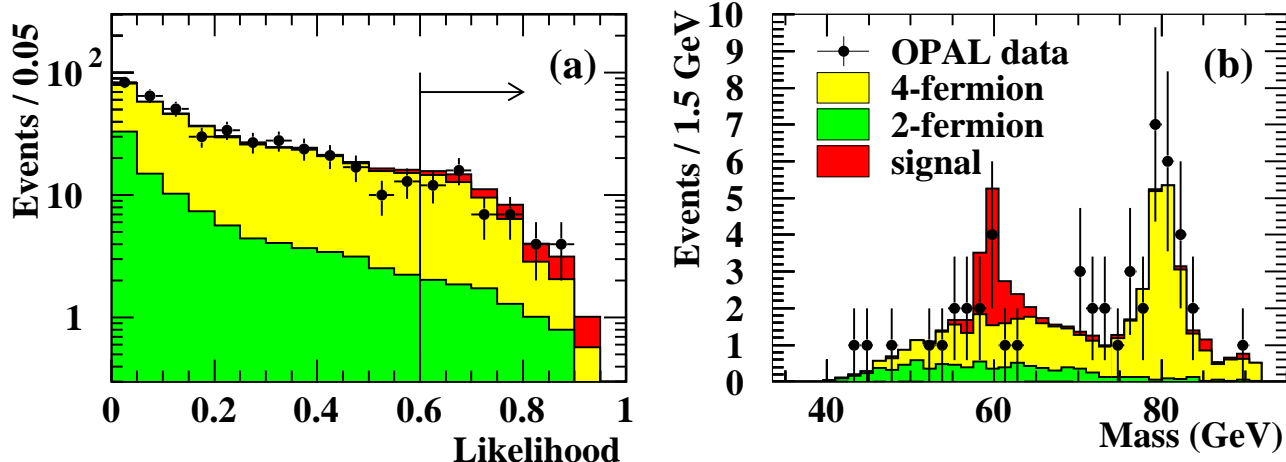 Events / 0.05
10²
10
1
(a)
0 0.2 0.4 0.6 0.8 1
Likelihood
Events / 1.5 GeV
10
9
8
7
6
5
4
3
2
1
0
OPAL data
4-fermion
2-fermion
signal
(b)
40 60 80
Mass (GeV)